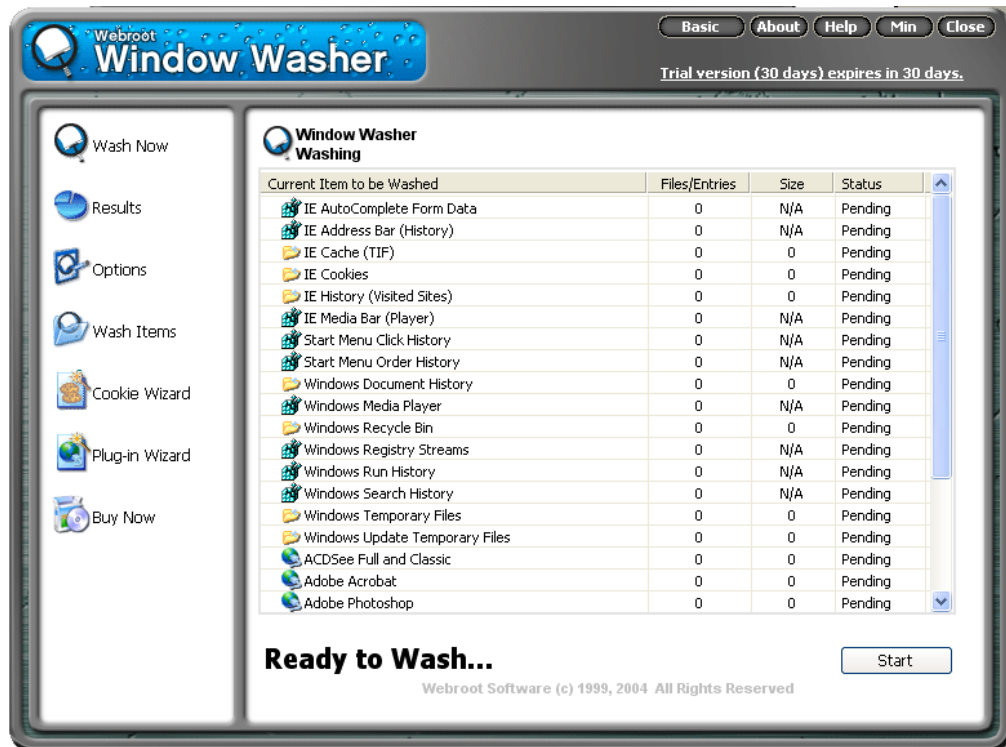 Webroot
Window Washer
Basic About Help Min Close
Trial version (30 days) expires in 30 days.
Wash Now
Results
Options
Wash Items
Cookie Wizard
Plug-in Wizard
Buy Now
Window Washer
Washing
Current Item to be Washed Files/Entries Size Status
IE AutoComplete Form Data 0 N/A Pending
IE Address Bar (History) 0 N/A Pending
IE Cache (TIF) 0 0 Pending
IE Cookies 0 0 Pending
IE History (Visited Sites) 0 0 Pending
IE Media Bar (Player) 0 N/A Pending
Start Menu Click History 0 N/A Pending
Start Menu Order History 0 N/A Pending
Windows Document History 0 0 Pending
Windows Media Player 0 N/A Pending
Windows Recycle Bin 0 0 Pending
Windows Registry Streams 0 N/A Pending
Windows Run History 0 N/A Pending
Windows Search History 0 N/A Pending
Windows Temporary Files 0 0 Pending
Windows Update Temporary Files 0 0 Pending
ACDSee Full and Classic 0 0 Pending
Adobe Acrobat 0 0 Pending
Adobe Photoshop 0 0 Pending
Ready to Wash...
Start
Webroot Software (c) 1999, 2004 All Rights Reserved